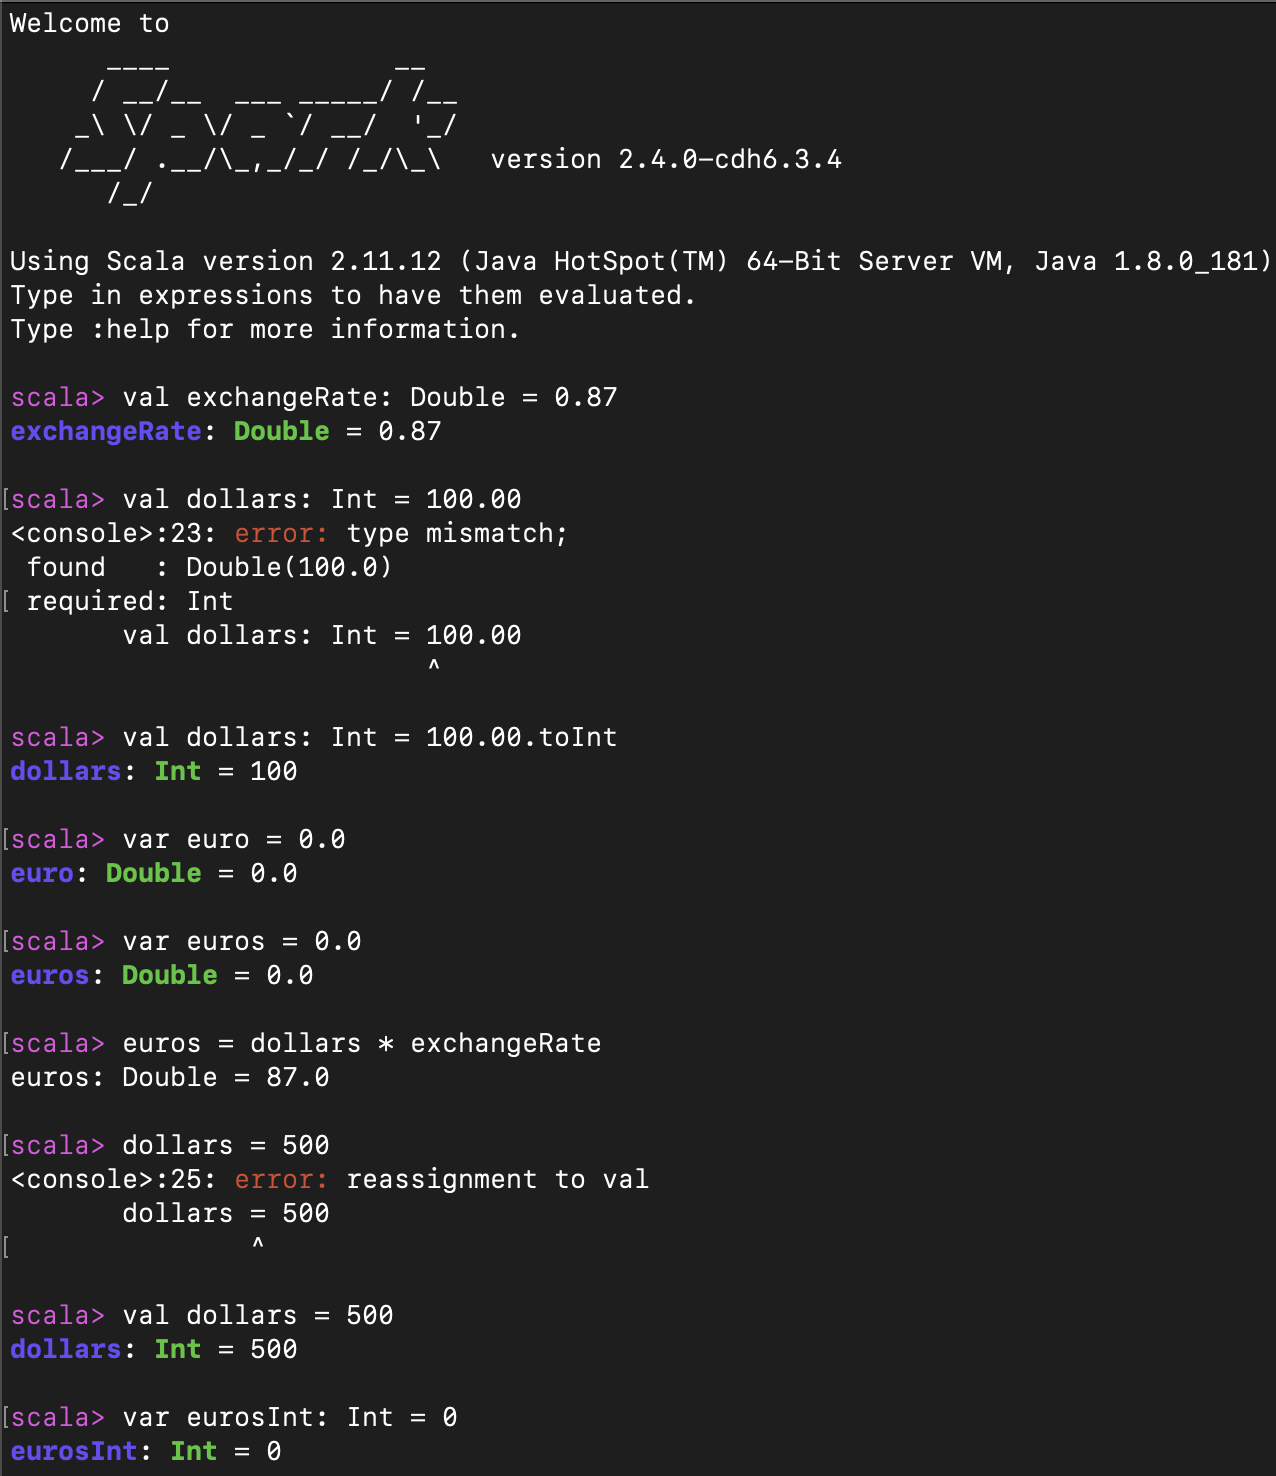 Welcome to
      ____              __
     / __/__  ___ _____/ /__
    _\ \/ _ \/ _ `/ __/  '_/
   /___/ .__/\_,_/_/ /_/\_\   version 2.4.0-cdh6.3.4
      /_/

Using Scala version 2.11.12 (Java HotSpot(TM) 64-Bit Server VM, Java 1.8.0_181)
Type in expressions to have them evaluated.
Type :help for more information.

scala> val exchangeRate: Double = 0.87
exchangeRate: Double = 0.87

[scala> val dollars: Int = 100.00
<console>:23: error: type mismatch;
 found   : Double(100.0)
[ required: Int
       val dollars: Int = 100.00
                          ^

scala> val dollars: Int = 100.00.toInt
dollars: Int = 100

[scala> var euro = 0.0
euro: Double = 0.0

[scala> var euros = 0.0
euros: Double = 0.0

[scala> euros = dollars * exchangeRate
euros: Double = 87.0

[scala> dollars = 500
<console>:25: error: reassignment to val
       dollars = 500
[               ^

scala> val dollars = 500
dollars: Int = 500

[scala> var eurosInt: Int = 0
eurosInt: Int = 0